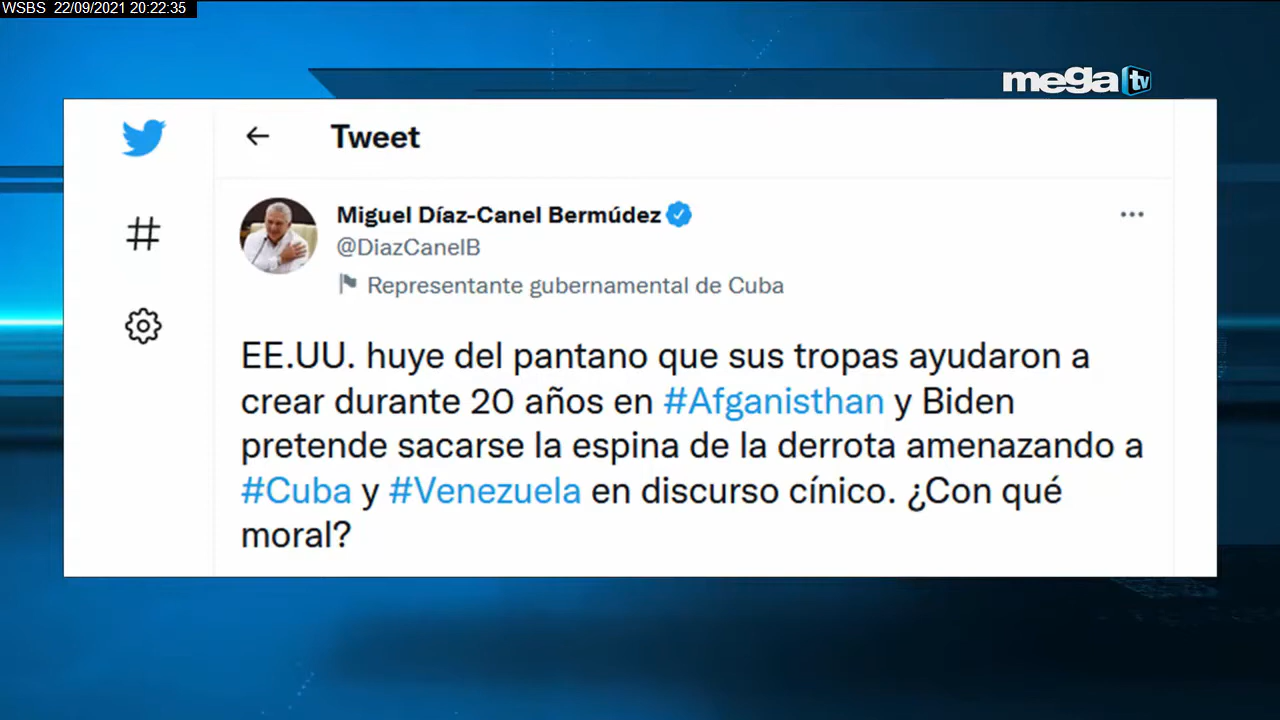 WSBS 22/09/2021 20:22:35
mega tv
Tweet
Miguel Díaz-Canel Bermúdez
@DiazCanelB
Representante gubernamental de Cuba
EE.UU. huye del pantano que sus tropas ayudaron a
crear durante 20 años en #Afganisthan y Biden
pretende sacarse la espina de la derrota amenazando a
#Cuba y #Venezuela en discurso cínico. ¿Con qué
moral?